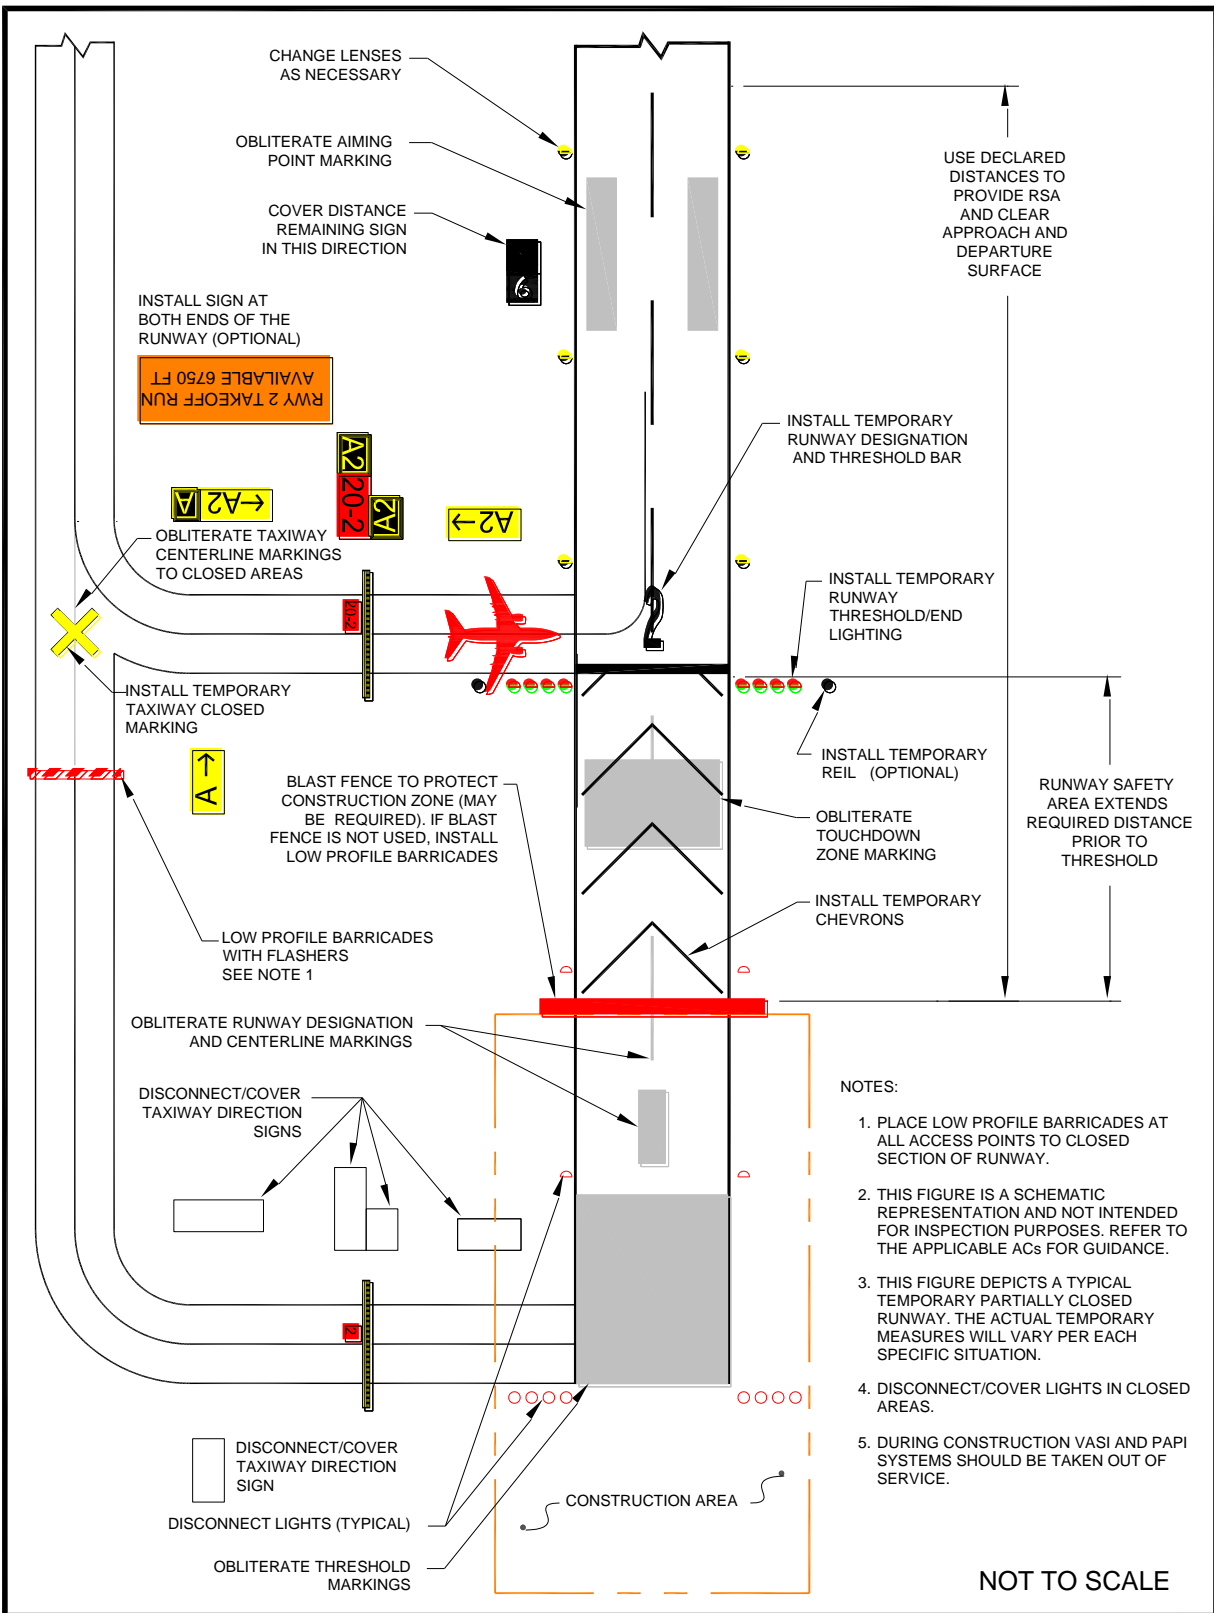 CHANGE LENSES
AS NECESSARY
OBLITERATE AIMING
POINT MARKING
COVER DISTANCE
REMAINING SIGN
IN THIS DIRECTION
6
INSTALL SIGN AT
BOTH ENDS OF THE
RUNWAY (OPTIONAL)
RWY 2 TAKEOFF RUN
AVAILABLE 6750 FT
USE DECLARED
DISTANCES TO
PROVIDE RSA
AND CLEAR
APPROACH AND
DEPARTURE
SURFACE
INSTALL TEMPORARY
RUNWAY DESIGNATION
AND THRESHOLD BAR
A2
20-2
A2
A
←A2
A2→
OBLITERATE TAXIWAY
CENTERLINE MARKINGS
TO CLOSED AREAS
20-2
2
INSTALL TEMPORARY
RUNWAY
THRESHOLD/END
LIGHTING
INSTALL TEMPORARY
TAXIWAY CLOSED
MARKING
INSTALL TEMPORARY
REIL (OPTIONAL)
A→
BLAST FENCE TO PROTECT
CONSTRUCTION ZONE (MAY
BE REQUIRED). IF BLAST
FENCE IS NOT USED, INSTALL
LOW PROFILE BARRICADES
OBLITERATE
TOUCHDOWN
ZONE MARKING
RUNWAY SAFETY
AREA EXTENDS
REQUIRED DISTANCE
PRIOR TO
THRESHOLD
INSTALL TEMPORARY
CHEVRONS
LOW PROFILE BARRICADES
WITH FLASHERS
SEE NOTE 1
OBLITERATE RUNWAY DESIGNATION
AND CENTERLINE MARKINGS
DISCONNECT/COVER
TAXIWAY DIRECTION
SIGNS
2
DISCONNECT/COVER
TAXIWAY DIRECTION
SIGN
DISCONNECT LIGHTS (TYPICAL)
OBLITERATE THRESHOLD
MARKINGS
CONSTRUCTION AREA
NOTES:
1. PLACE LOW PROFILE BARRICADES AT
ALL ACCESS POINTS TO CLOSED
SECTION OF RUNWAY.
2. THIS FIGURE IS A SCHEMATIC
REPRESENTATION AND NOT INTENDED
FOR INSPECTION PURPOSES. REFER TO
THE APPLICABLE ACs FOR GUIDANCE.
3. THIS FIGURE DEPICTS A TYPICAL
TEMPORARY PARTIALLY CLOSED
RUNWAY. THE ACTUAL TEMPORARY
MEASURES WILL VARY PER EACH
SPECIFIC SITUATION.
4. DISCONNECT/COVER LIGHTS IN CLOSED
AREAS.
5. DURING CONSTRUCTION VASI AND PAPI
SYSTEMS SHOULD BE TAKEN OUT OF
SERVICE.
NOT TO SCALE